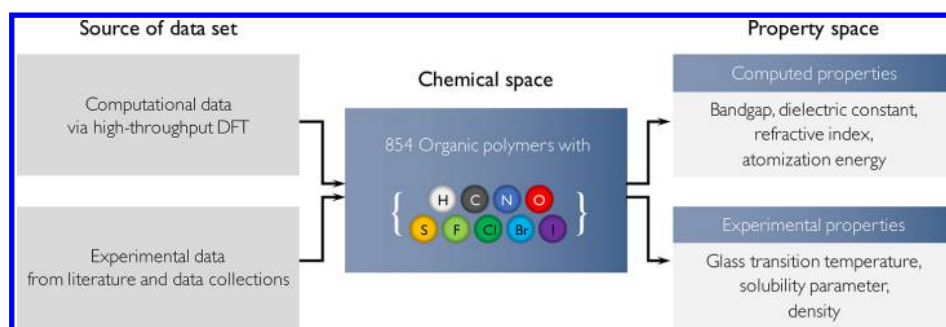 Source of data set
Computational data
via high-throughput DFT
Experimental data
from literature and data collections
Chemical space
854 Organic polymers with
{ H C N O }
S F Cl Br I
Property space
Computed properties
Bandgap, dielectric constant,
refractive index,
atomization energy
Experimental properties
Glass transition temperature,
solubility parameter,
density